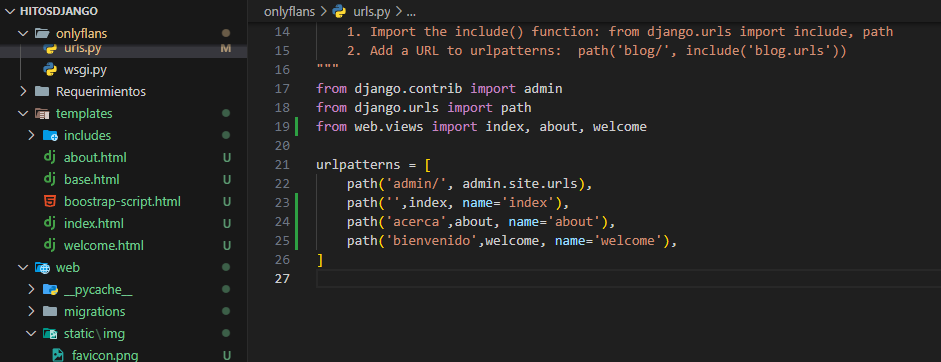 HITOSDJANGO
onlyflans
urls.py M
wsgi.py
Requerimientos
templates
includes
about.html U
base.html U
boostrap-script.html U
index.html U
welcome.html U
web
__pycache__
migrations
static\img
favicon.png U
onlyflans > urls.py > ...
14 1. Import the include() function: from django.urls import include, path
15 2. Add a URL to urlpatterns:  path('blog/', include('blog.urls'))
16 """
17 from django.contrib import admin
18 from django.urls import path
19 from web.views import index, about, welcome
20
21 urlpatterns = [
22 path('admin/', admin.site.urls),
23 path('',index, name='index'),
24 path('acerca',about, name='about'),
25 path('bienvenido',welcome, name='welcome'),
26 ]
27